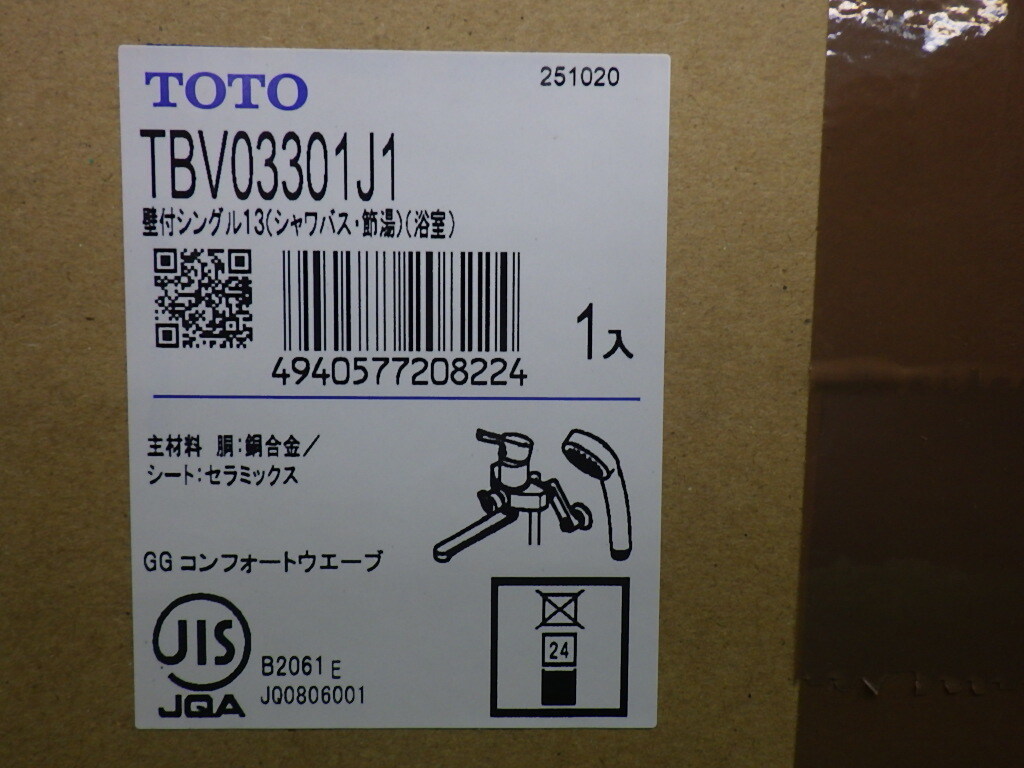 TOTO
251020
TBV03301J1
壁付シングル13(シャワバス・節湯)(浴室)
4940577208224
1入
主材料 胴:銅合金/
シート:セラミックス
GG コンフォートウエーブ
JIS
JQA
B2061 E
JQ0806001
24